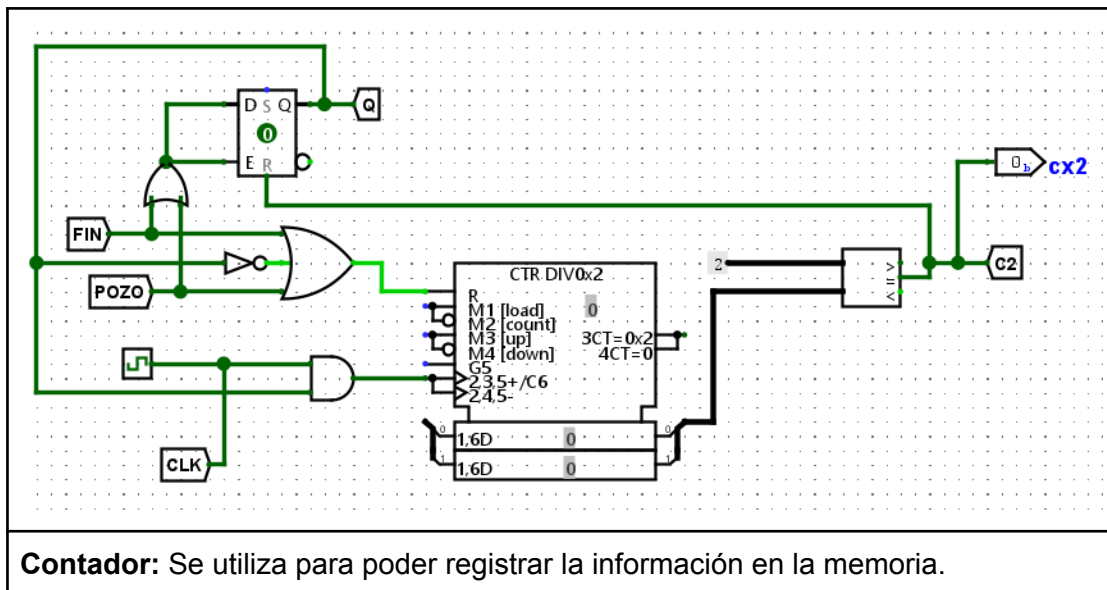 D S Q
0
E R
Q
0 b
cx2
FIN
POZO
C2
2
>
=
<
CTR DIV0x2
R
M1 [load]
0
M2 [count]
M3 [up]
3CT=0x2
M4 [down]
4CT=0
G5
2,3,5+/C6
2,4,5-
0
1,6D
0
0
1
1,6D
0
1
CLK
Contador: Se utiliza para poder registrar la información en la memoria.